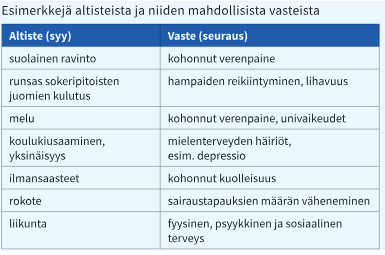 Esimerkkejä altisteista ja niiden mahdollisista vasteista
Altiste (syy) Vaste (seuraus)
suolainen ravinto kohonnut verenpaine
runsas sokeripitoisten hampaiden reikiintyminen, lihavuus
juomien kulutus
melu kohonnut verenpaine, univaikeudet
koulukiusaaminen, mielenterveyden häiriöt,
yksinäisyys esim. depressio
ilmansaasteet kohonnut kuolleisuus
rokote sairaustapauksien määrän väheneminen
liikunta fyysinen, psyykkinen ja sosiaalinen
terveys